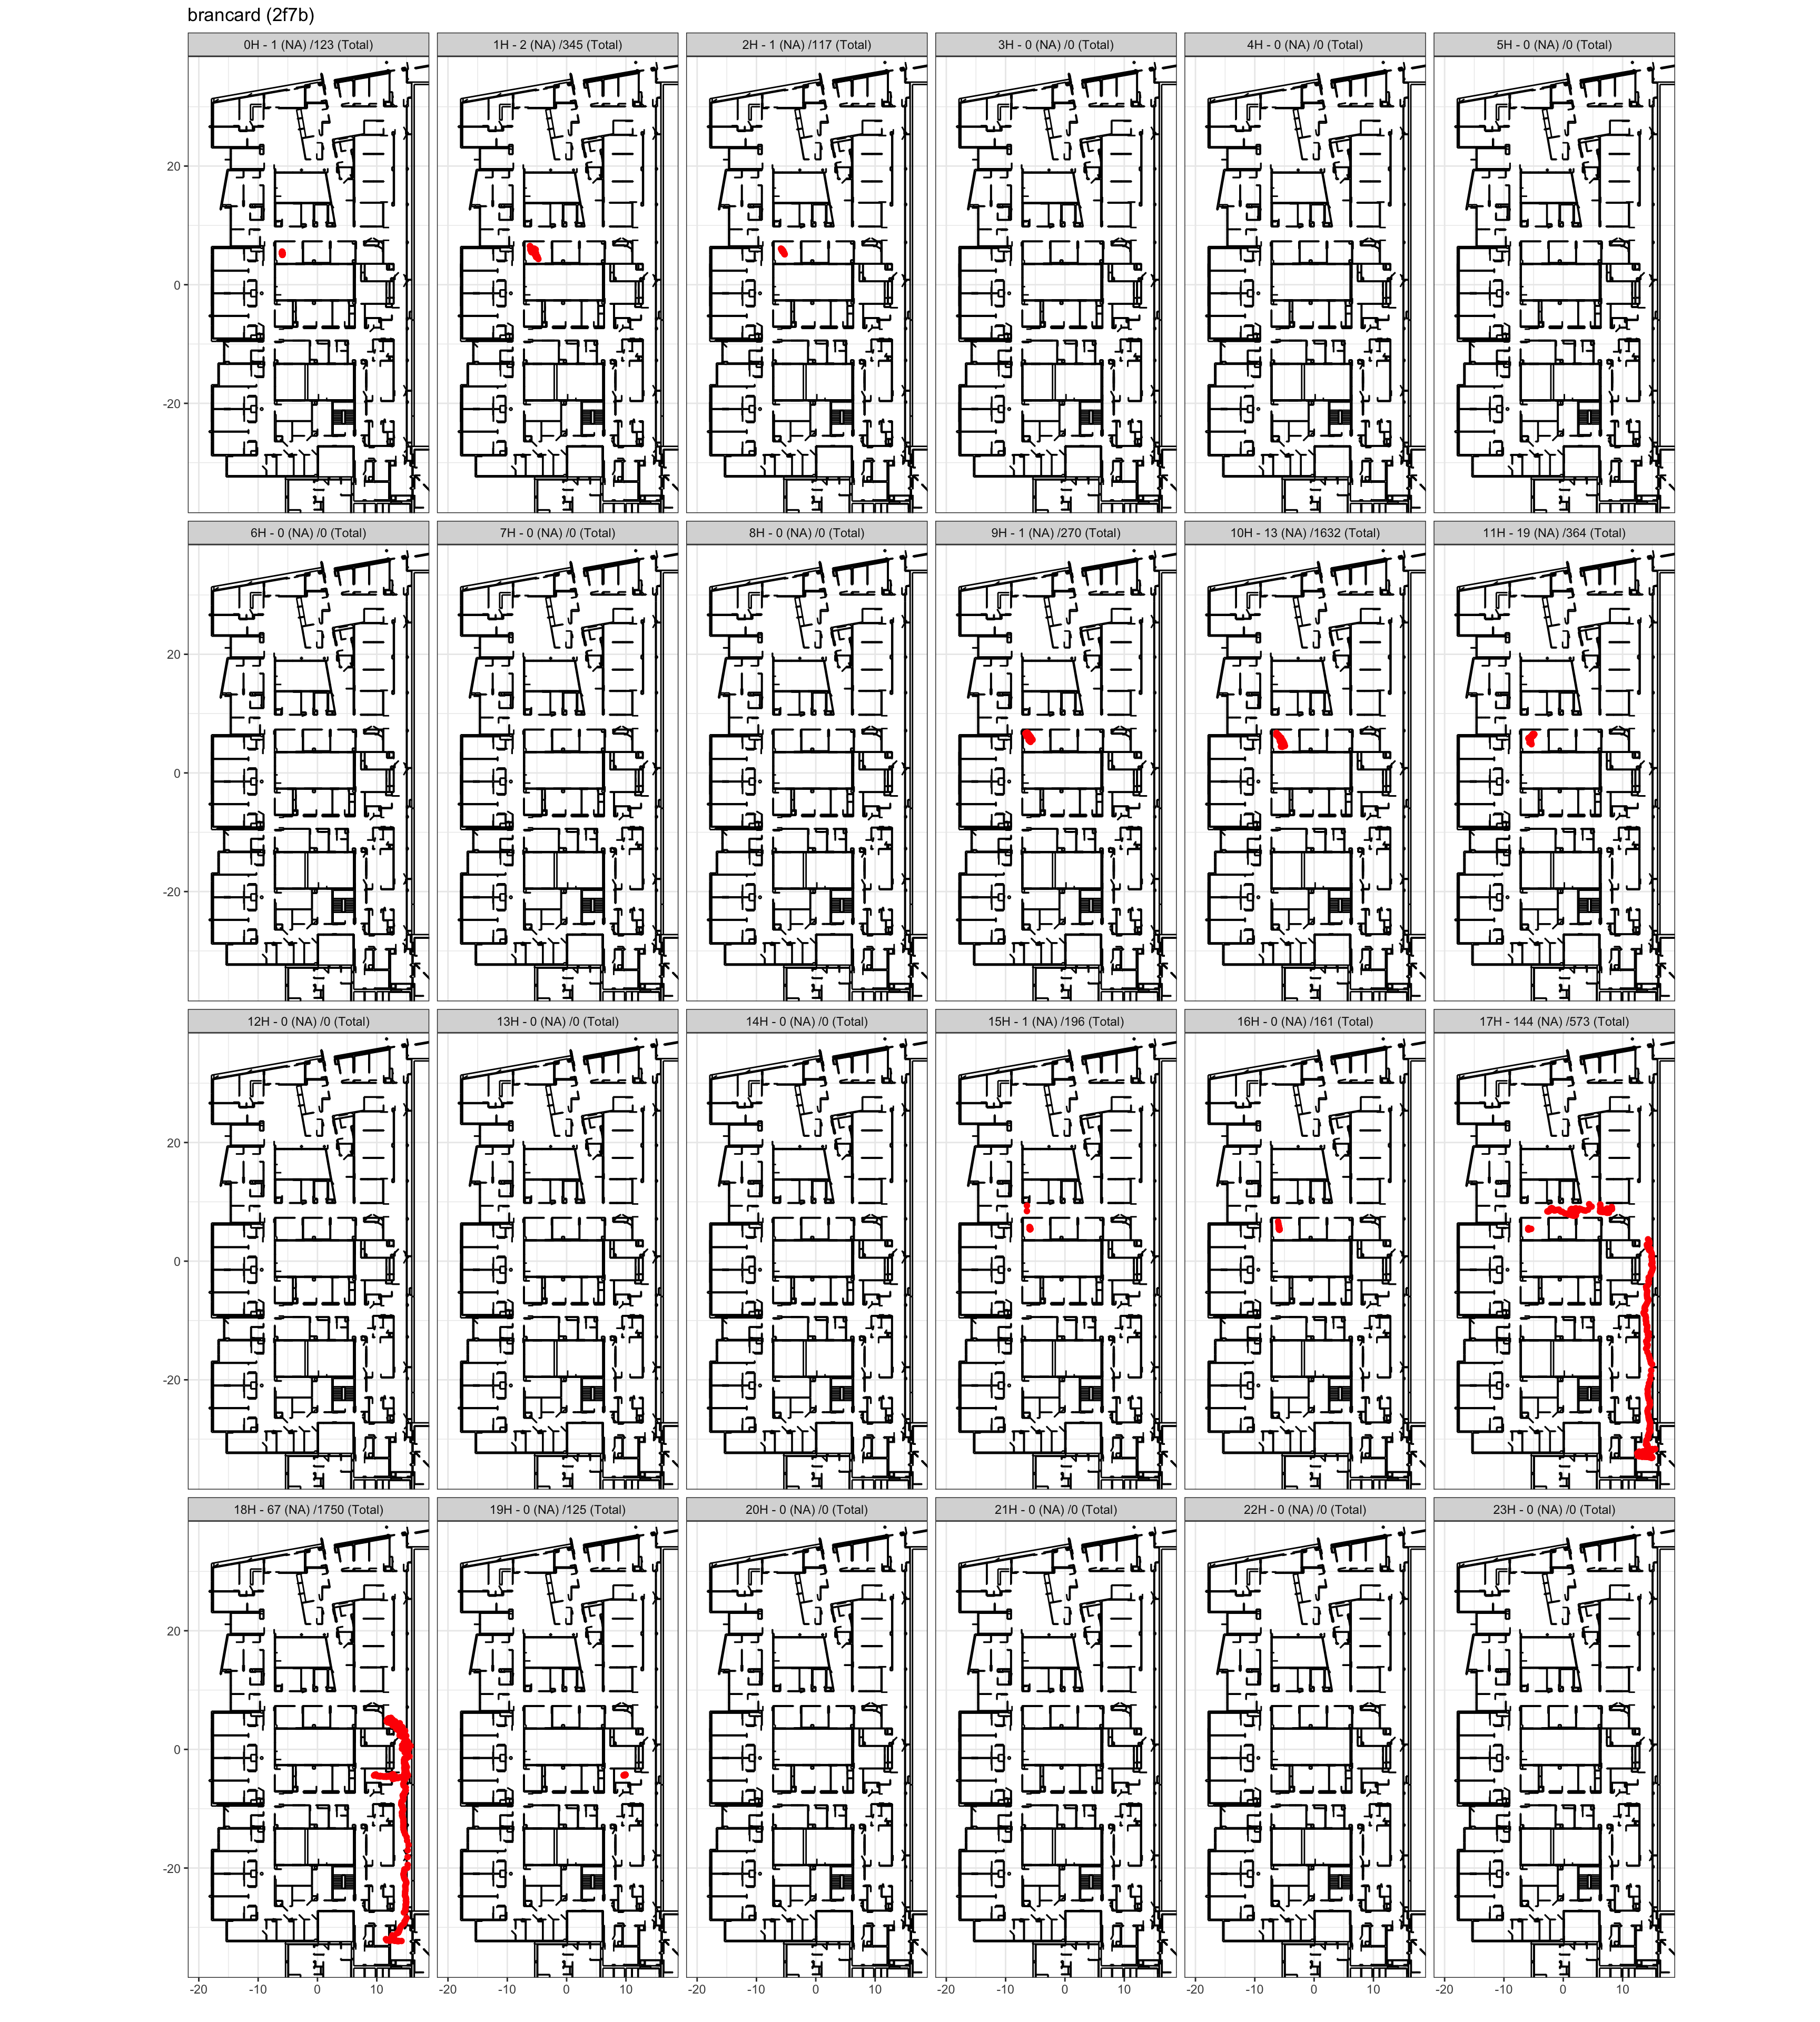 brancard (2f7b)
0H - 1 (NA) /123 (Total)
1H - 2 (NA) /345 (Total)
2H - 1 (NA) /117 (Total)
3H - 0 (NA) /0 (Total)
4H - 0 (NA) /0 (Total)
5H - 0 (NA) /0 (Total)
20
0
-20
6H - 0 (NA) /0 (Total)
7H - 0 (NA) /0 (Total)
8H - 0 (NA) /0 (Total)
9H - 1 (NA) /270 (Total)
10H - 13 (NA) /1632 (Total)
11H - 19 (NA) /364 (Total)
20
0
-20
12H - 0 (NA) /0 (Total)
13H - 0 (NA) /0 (Total)
14H - 0 (NA) /0 (Total)
15H - 1 (NA) /196 (Total)
16H - 0 (NA) /161 (Total)
17H - 144 (NA) /573 (Total)
20
0
-20
18H - 67 (NA) /1750 (Total)
19H - 0 (NA) /125 (Total)
20H - 0 (NA) /0 (Total)
21H - 0 (NA) /0 (Total)
22H - 0 (NA) /0 (Total)
23H - 0 (NA) /0 (Total)
20
0
-20
-20 -10 0 10
-20 -10 0 10
-20 -10 0 10
-20 -10 0 10
-20 -10 0 10
-20 -10 0 10